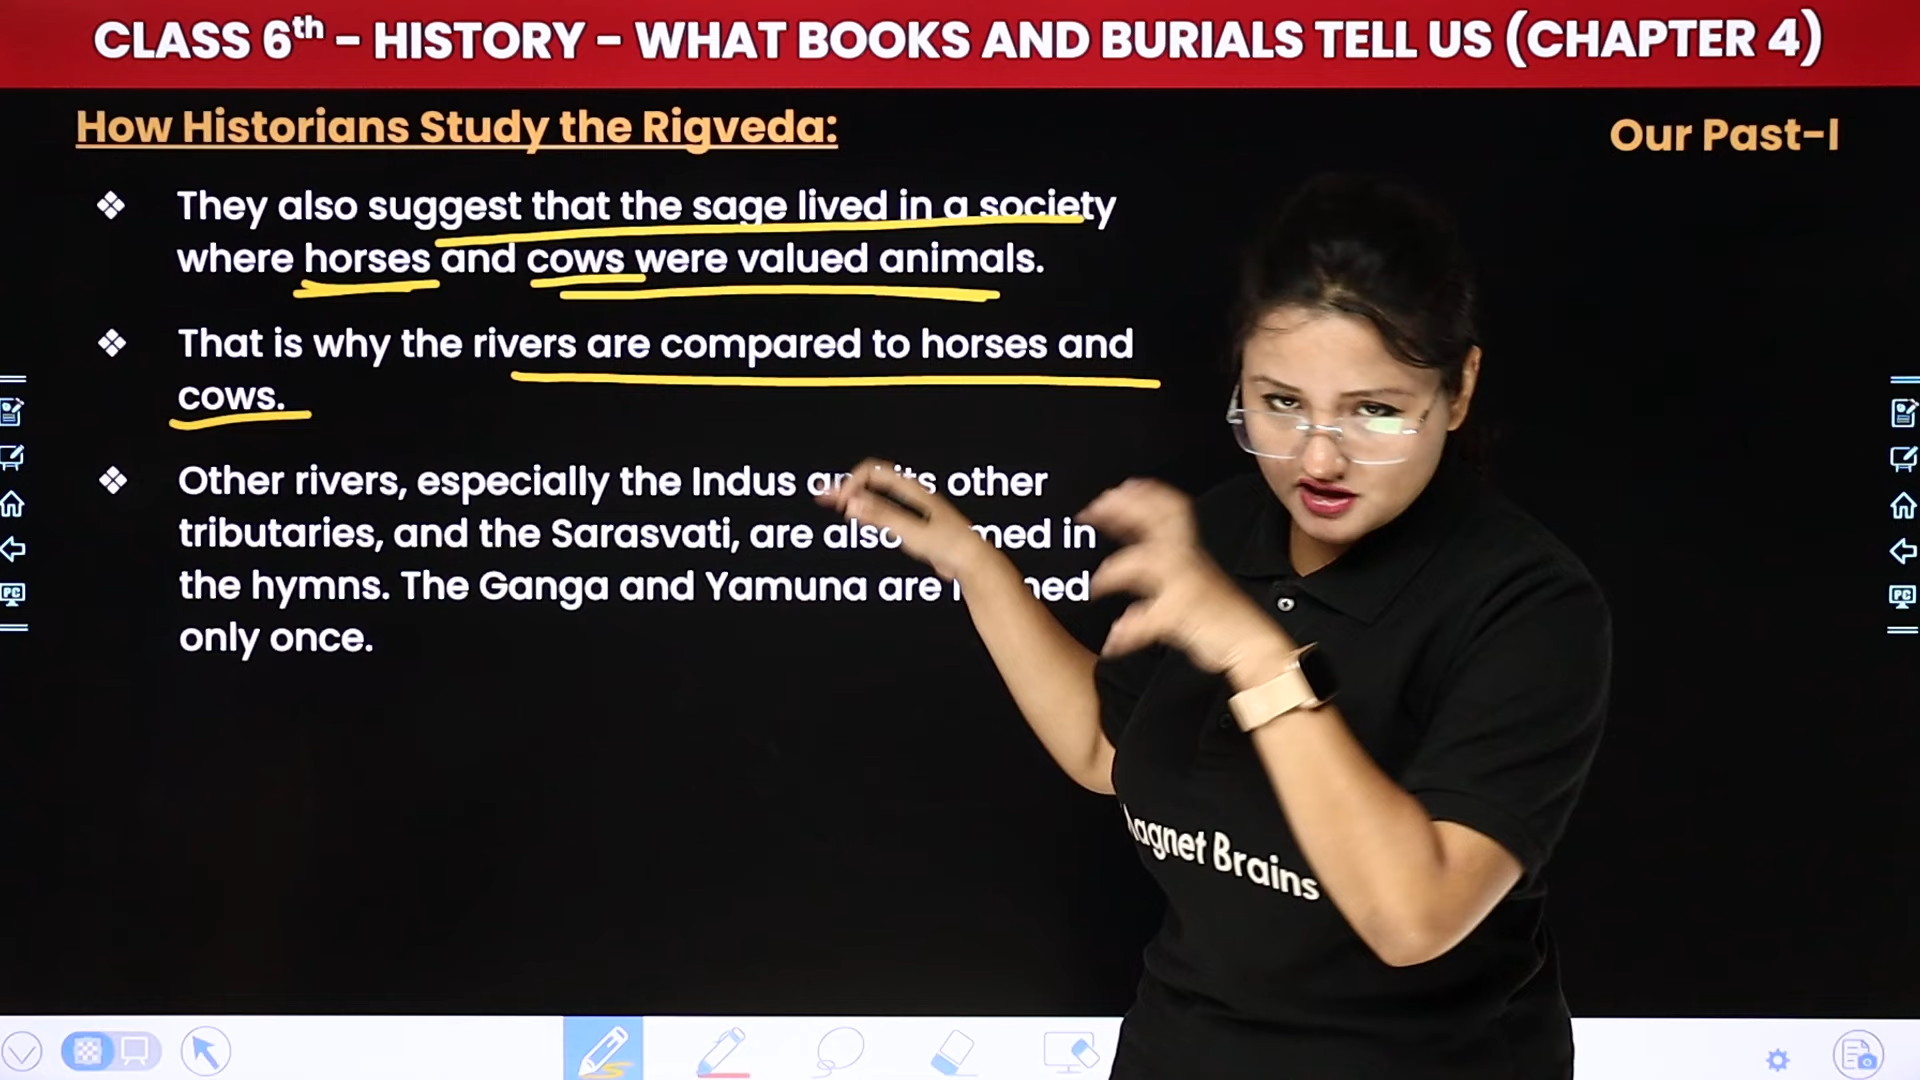 CLASS 6th - HISTORY - WHAT BOOKS AND BURIALS TELL US (CHAPTER 4)
How Historians Study the Rigveda:
Our Past-I
❖ They also suggest that the sage lived in a society
where horses and cows were valued animals.
❖ That is why the rivers are compared to horses and
cows.
❖ Other rivers, especially the Indus other
tributaries, and the Sarasvati, are in
the hymns. The Ganga and Yamuna are
only once.
Brains
PC
PC